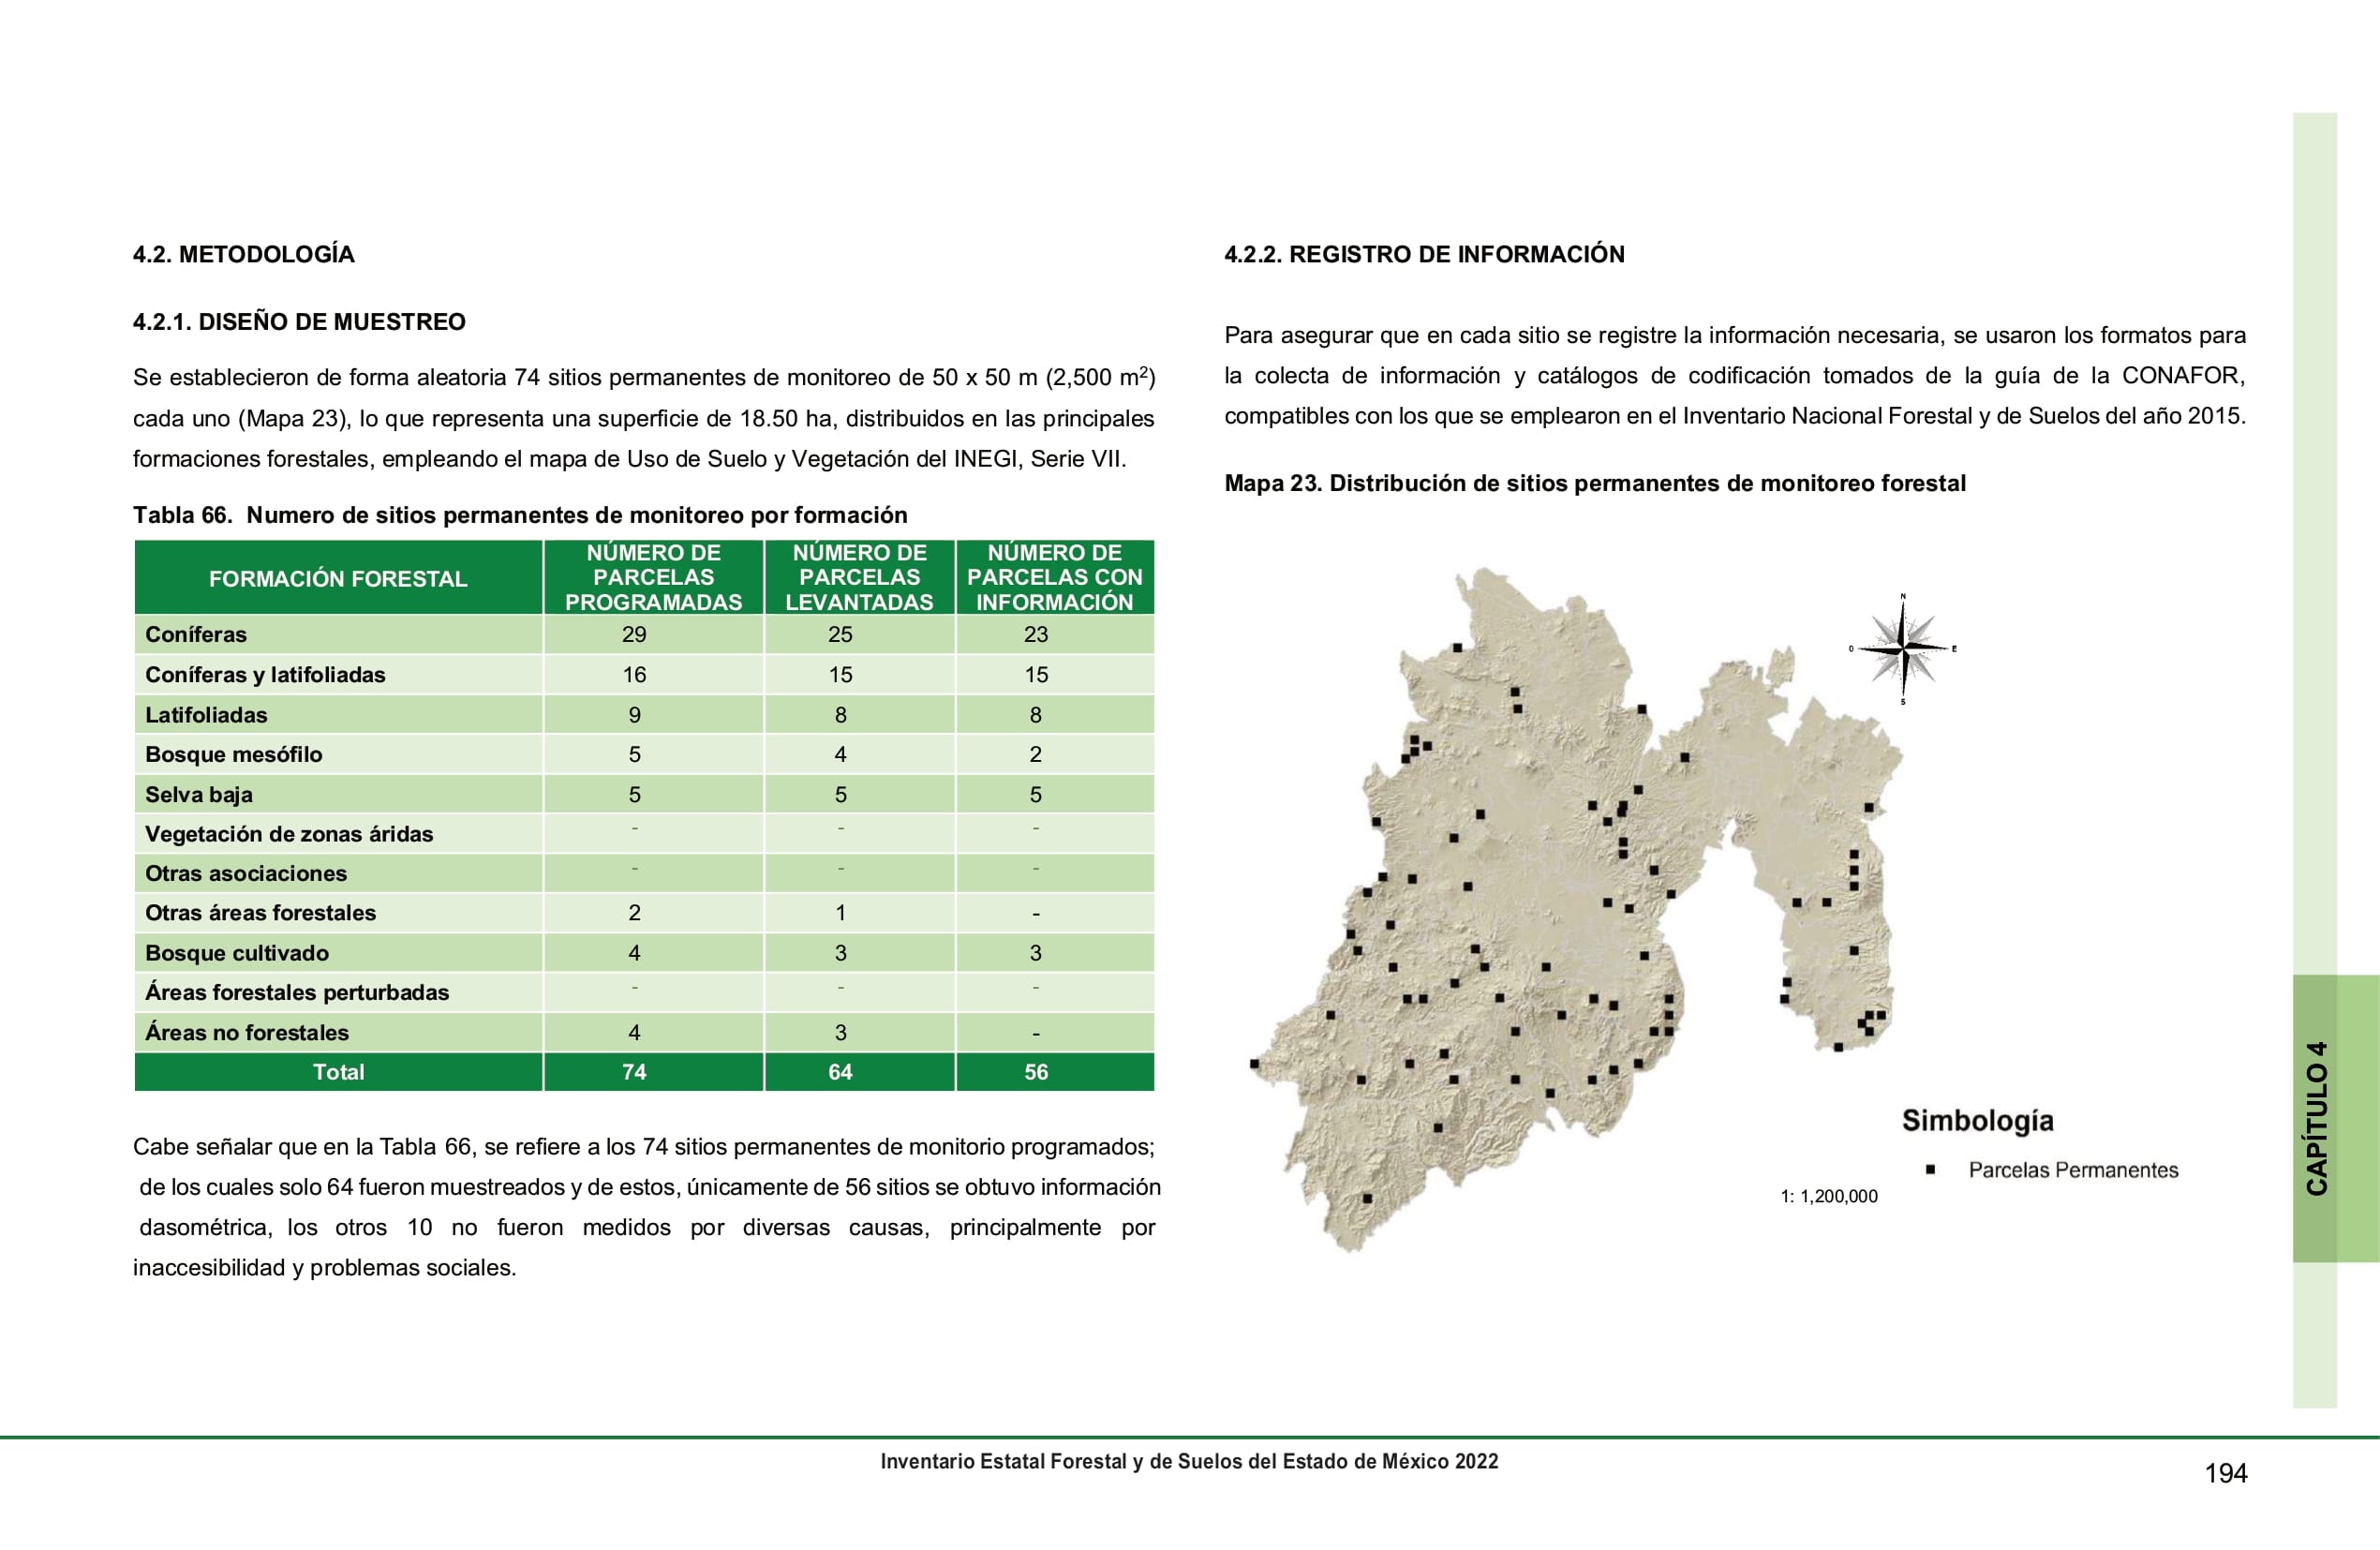 4.2. METODOLOGÍA
4.2.1. DISEÑO DE MUESTREO
Se establecieron de forma aleatoria 74 sitios permanentes de monitoreo de 50 x 50 m (2,500 m²)
cada uno (Mapa 23), lo que representa una superficie de 18.50 ha, distribuidos en las principales
formaciones forestales, empleando el mapa de Uso de Suelo y Vegetación del INEGI, Serie VII.
Tabla 66. Numero de sitios permanentes de monitoreo por formación
FORMACIÓN FORESTAL NÚMERO DE PARCELAS PROGRAMADAS NÚMERO DE PARCELAS LEVANTADAS NÚMERO DE PARCELAS CON INFORMACIÓN
Coníferas 29 25 23
Coníferas y latifoliadas 16 15 15
Latifoliadas 9 8 8
Bosque mesófilo 5 4 2
Selva baja 5 5 5
Vegetación de zonas áridas - - -
Otras asociaciones - - -
Otras áreas forestales 2 1 -
Bosque cultivado 4 3 3
Áreas forestales perturbadas - - -
Áreas no forestales 4 3 -
Total 74 64 56
Cabe señalar que en la Tabla 66, se refiere a los 74 sitios permanentes de monitorio programados;
de los cuales solo 64 fueron muestreados y de estos, únicamente de 56 sitios se obtuvo información
dasométrica, los otros 10 no fueron medidos por diversas causas, principalmente por
inaccesibilidad y problemas sociales.
4.2.2. REGISTRO DE INFORMACIÓN
Para asegurar que en cada sitio se registre la información necesaria, se usaron los formatos para
la colecta de información y catálogos de codificación tomados de la guía de la CONAFOR,
compatibles con los que se emplearon en el Inventario Nacional Forestal y de Suelos del año 2015.
Mapa 23. Distribución de sitios permanentes de monitoreo forestal
N
O E
S
Simbología
Parcelas Permanentes
1: 1,200,000
CAPÍTULO 4
Inventario Estatal Forestal y de Suelos del Estado de México 2022
194